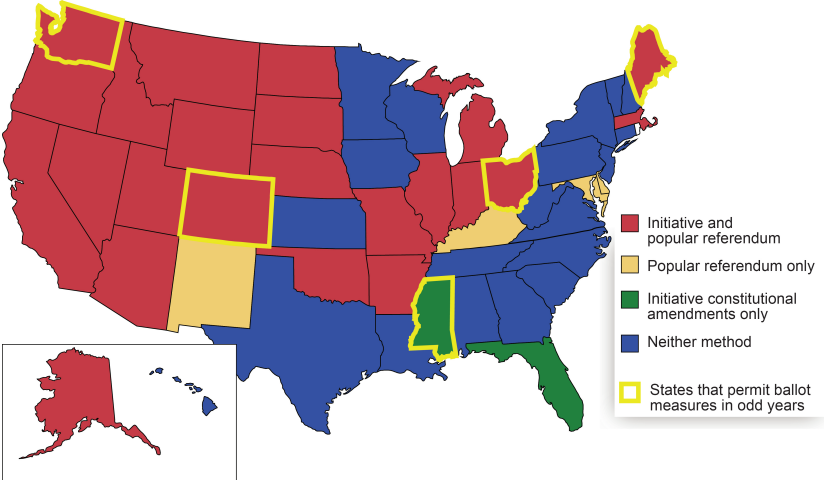 Initiative and
popular referendum
Popular referendum only
Initiative constitutional
amendments only
Neither method
States that permit ballot
measures in odd years